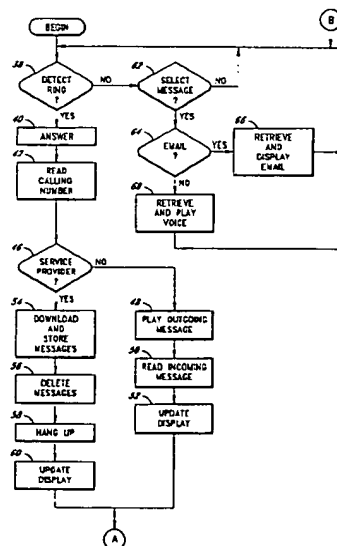 BEGIN
B
38
DETECT
RING
?
NO
YES
62
SELECT
MESSAGE
?
NO
YES
40
ANSWER
64
EMAIL
?
YES
NO
66
RETRIEVE
AND
DISPLAY
EMAIL
READ
CALLING
NUMBER
68
RETRIEVE
AND PLAY
VOICE
46
SERVICE
PROVIDER
?
NO
YES
54
DOWNLOAD
AND
STORE
MESSAGES
48
PLAY OUTGOING
MESSAGE
56
DELETE
MESSAGES
50
READ INCOMING
MESSAGE
58
HANG UP
52
UPDATE
DISPLAY
60
UPDATE
DISPLAY
A